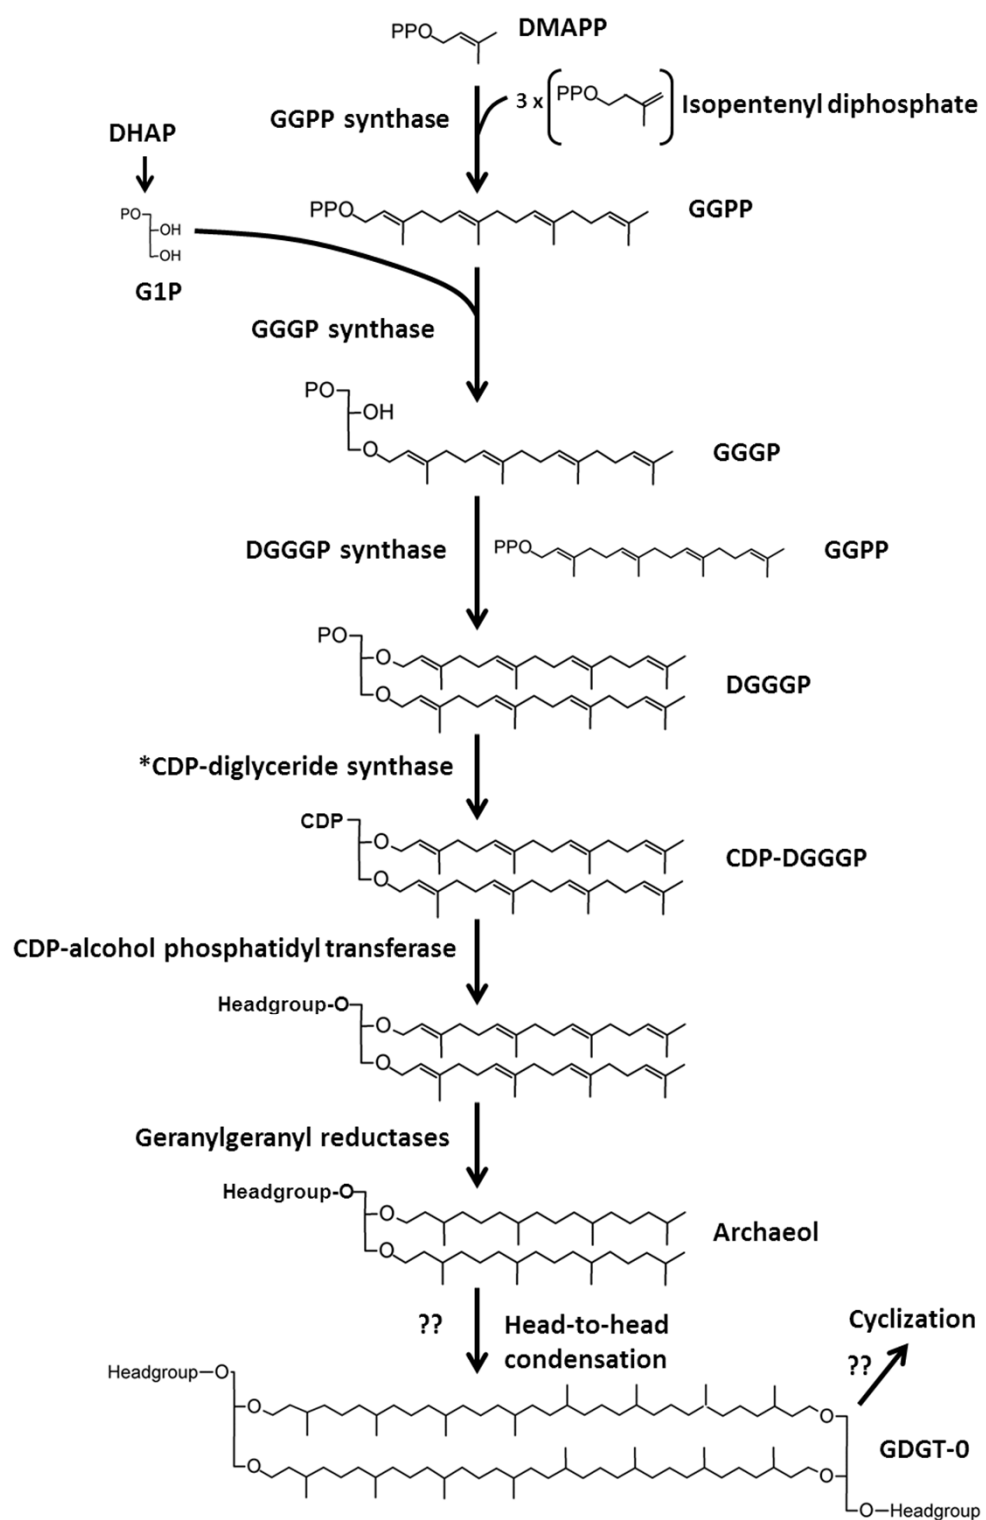 PPO
DMAPP
GGPP synthase
3 x
PPO
Isopentenyl diphosphate
DHAP
PO
OH
OH
G1P
PPO
GGPP
GGGP synthase
PO
OH
O
GGGP
DGGGP synthase
PPO
GGPP
PO
O
O
DGGGP
*CDP-diglyceride synthase
CDP
O
O
CDP-DGGGP
CDP-alcohol phosphatidyl transferase
Headgroup-O
O
O
Geranylgeranyl reductases
Headgroup-O
O
O
Archaeol
??
Head-to-head
condensation
Cyclization
??
Headgroup-O
O
O
O
O
GDGT-0
O-Headgroup